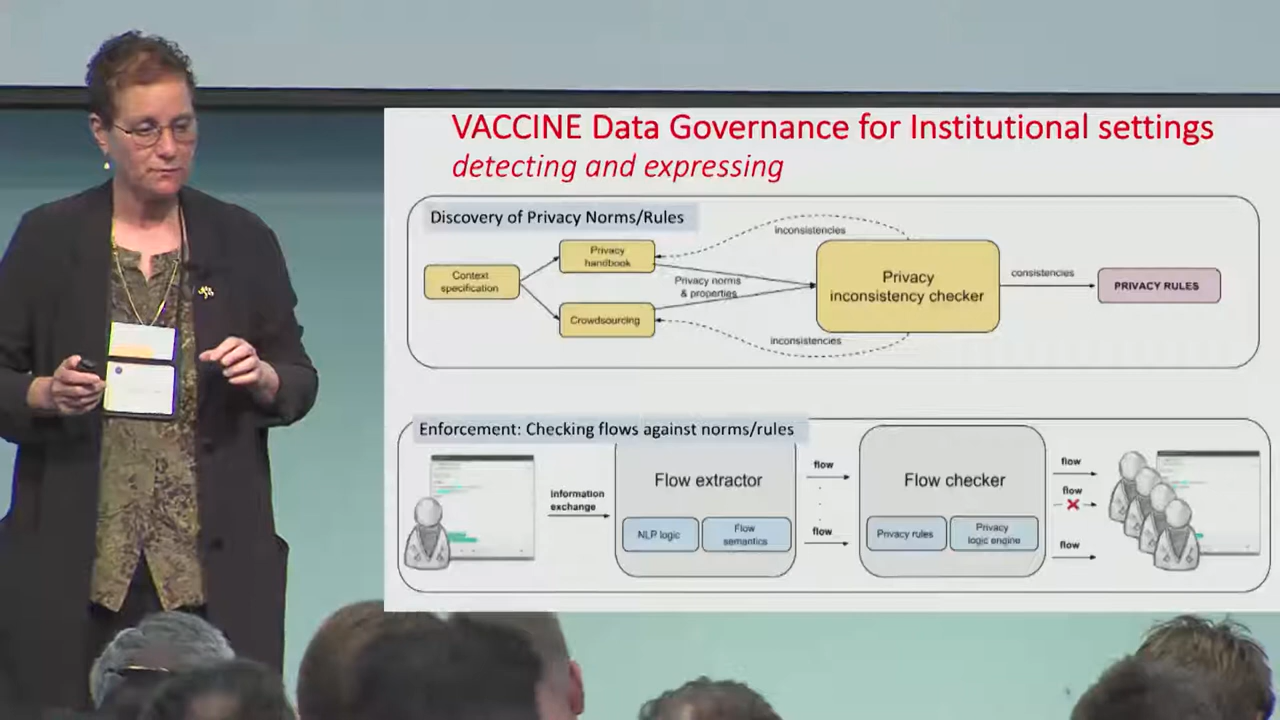 VACCINE Data Governance for Institutional settings
detecting and expressing
Discovery of Privacy Norms/Rules
Context
specification
Privacy
handbook
Crowdsourcing
Privacy norms
& properties
inconsistencies
inconsistencies
Privacy
inconsistency checker
consistencies
PRIVACY RULES
Enforcement: Checking flows against norms/rules
Information
exchange
Flow extractor
NLP logic
Flow
semantics
flow
flow
Flow checker
Privacy rules
Privacy
logic engine
flow
flow
flow